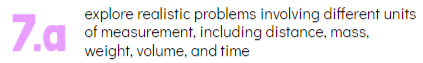 7.a
explore realistic problems involving different units
of measurement, including distance, mass,
weight, volume, and time